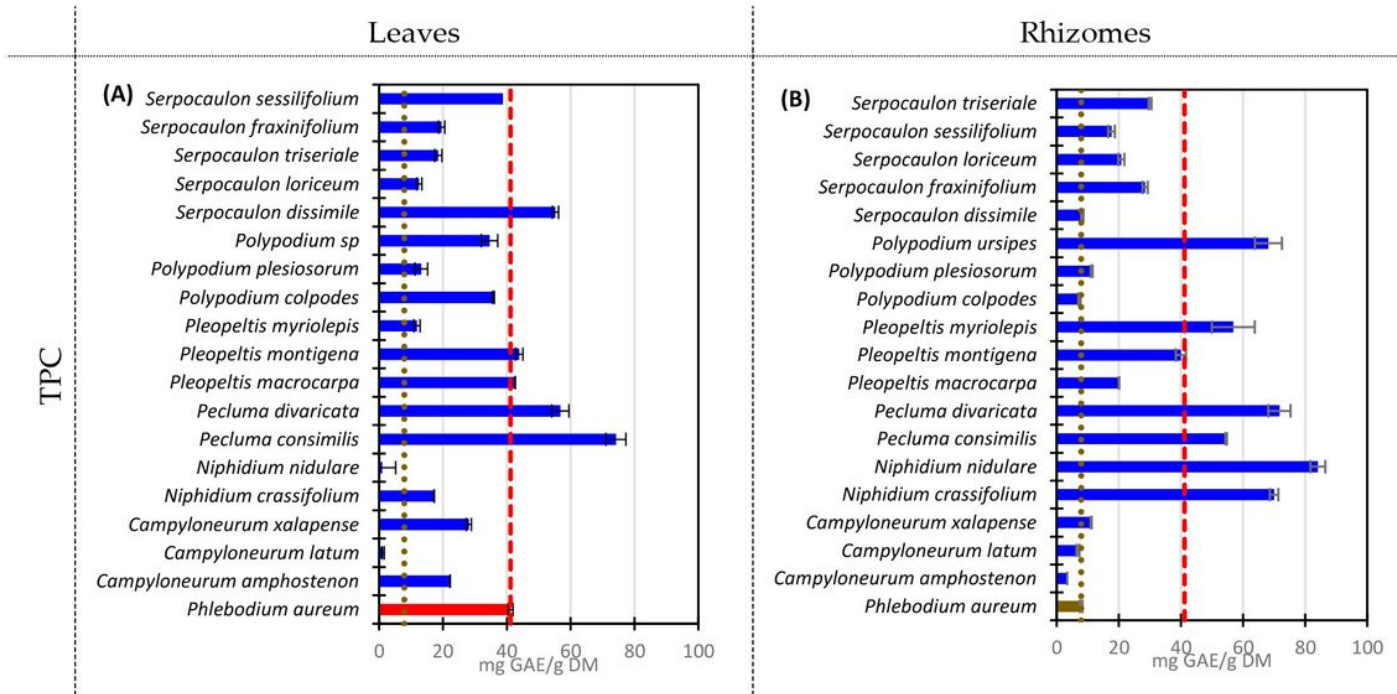 Leaves
Rhizomes
TPC
(A)
Serpocaulon sessilifolium
Serpocaulon fraxinifolium
Serpocaulon triseriale
Serpocaulon loriceum
Serpocaulon dissimile
Polypodium sp
Polypodium plesiosorum
Polypodium colpodes
Pleopeltis myriolepis
Pleopeltis montigena
Pleopeltis macrocarpa
Pecluma divaricata
Pecluma consimilis
Niphidium nidulare
Niphidium crassifolium
Campyloneurum xalapense
Campyloneurum latum
Campyloneurum amphostenon
Phlebodium aureum
0 20 40 60 80 100
mg GAE/g DM
(B)
Serpocaulon triseriale
Serpocaulon sessilifolium
Serpocaulon loriceum
Serpocaulon fraxinifolium
Serpocaulon dissimile
Polypodium ursipes
Polypodium plesiosorum
Polypodium colpodes
Pleopeltis myriolepis
Pleopeltis montigena
Pleopeltis macrocarpa
Pecluma divaricata
Pecluma consimilis
Niphidium nidulare
Niphidium crassifolium
Campyloneurum xalapense
Campyloneurum latum
Campyloneurum amphostenon
Phlebodium aureum
0 20 40 60 80 100
mg GAE/g DM